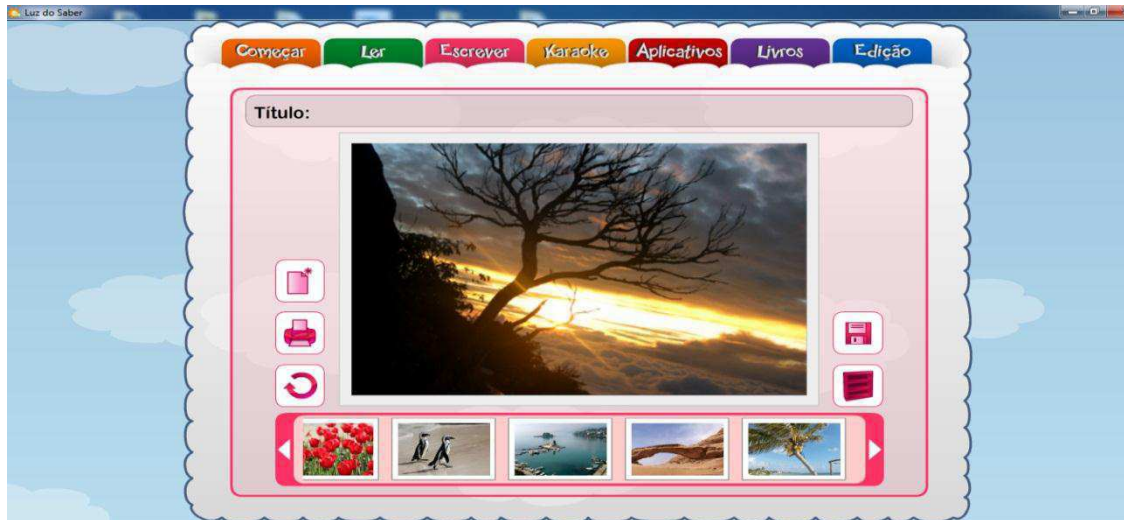 Luz do Saber
Começar Ler Escrever Karaoke Aplicativos Livros Edição
Título: